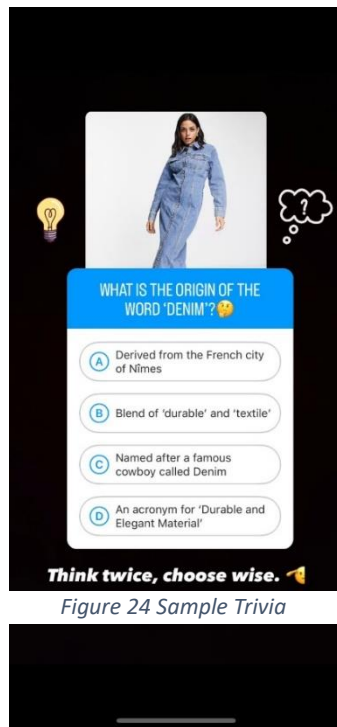 ?
WHAT IS THE ORIGIN OF THE
WORD 'DENIM'?🤔
A Derived from the French city
of Nîmes
B Blend of 'durable' and 'textile'
C Named after a famous
cowboy called Denim
D An acronym for 'Durable and
Elegant Material'
Think twice, choose wise.
Figure 24 Sample Trivia